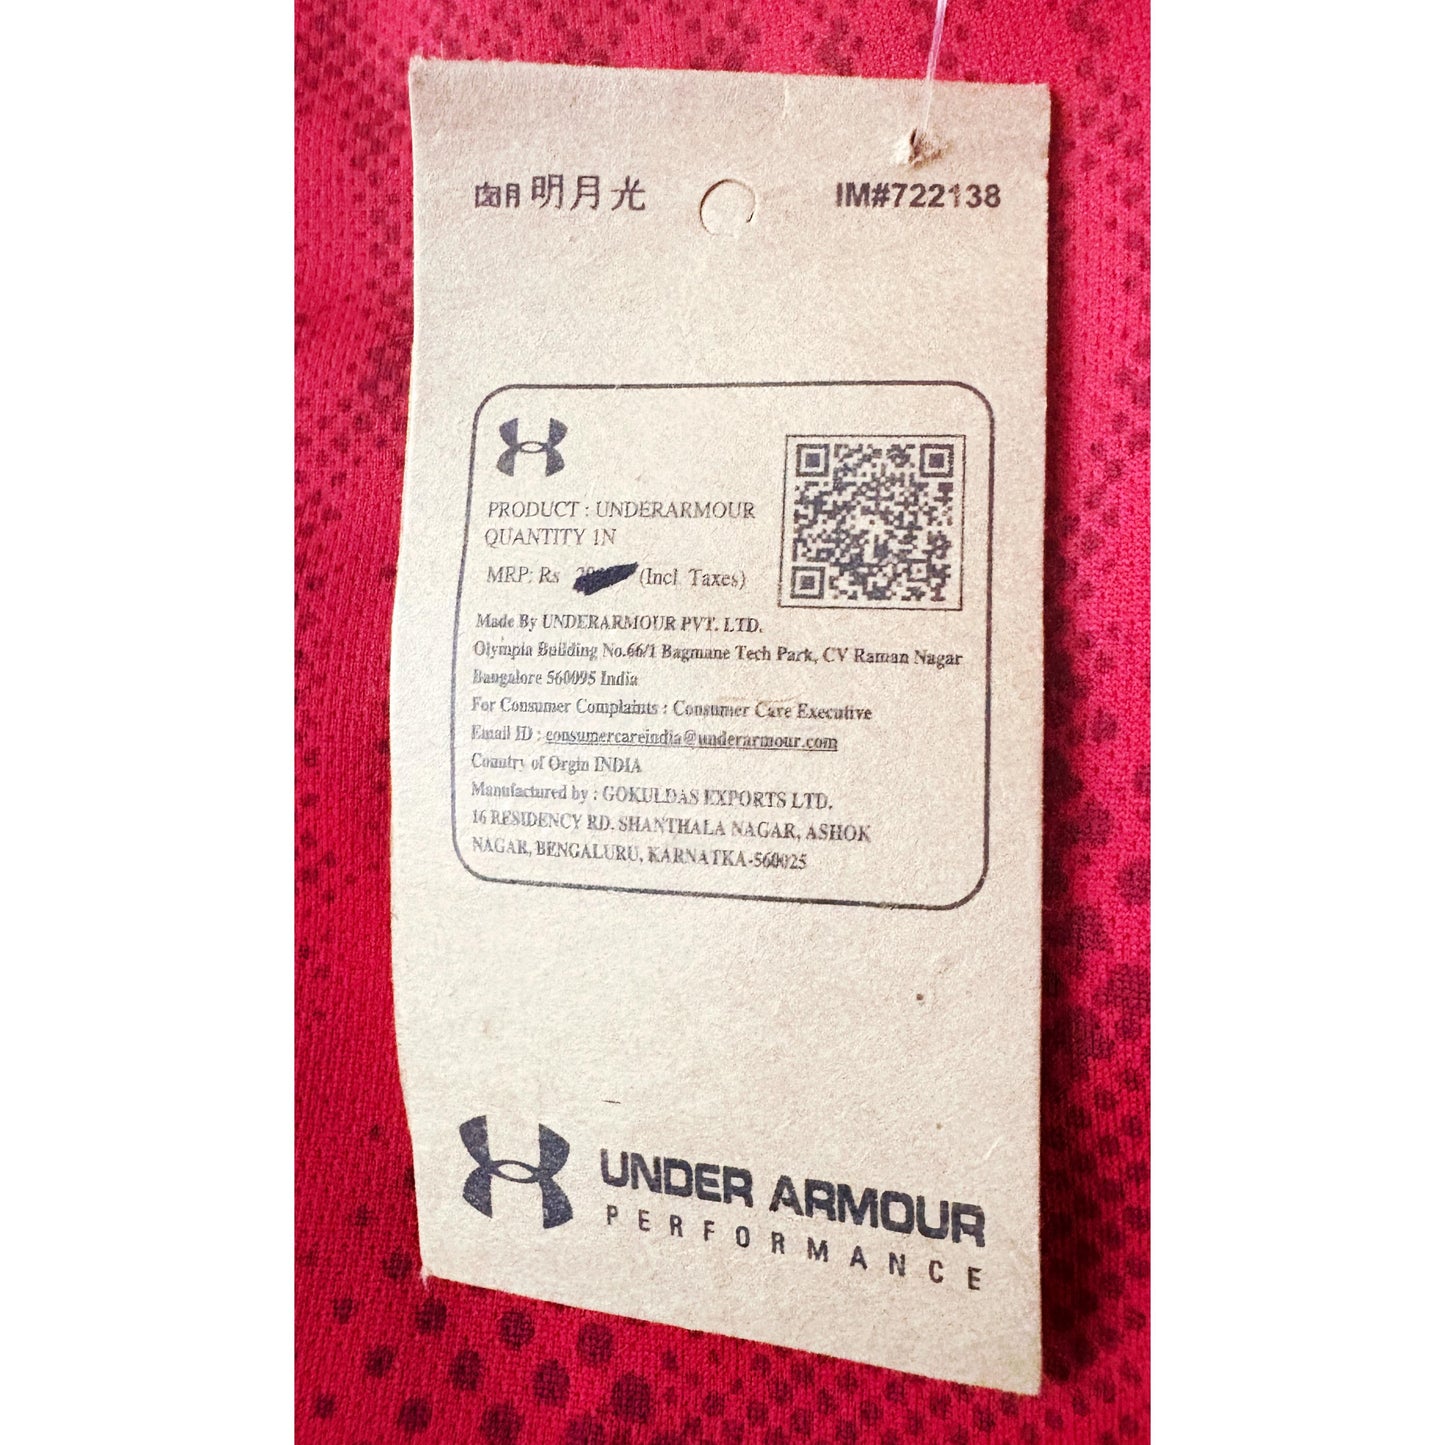 明月光
IM#722138
PRODUCT : UNDERARMOUR
QUANTITY 1N
MRP: Rs (Incl Taxes)
Made By UNDERARMOUR PVT. LTD.
Olympia Building No.66/1 Bagmane Tech Park, CV Raman Nagar
Bangalore 560095 India
For Consumer Complaints : Consumer Care Executive
Email ID : consumercareindia@underarmour.com
Country of Orgin INDIA
Manufactured by : GOKULDAS EXPORTS LTD.
16 RESIDENCY RD. SHANTHALA NAGAR, ASHOK
NAGAR, BENGALURU, KARNATKA-560025
UNDER ARMOUR
PERFORMANCE